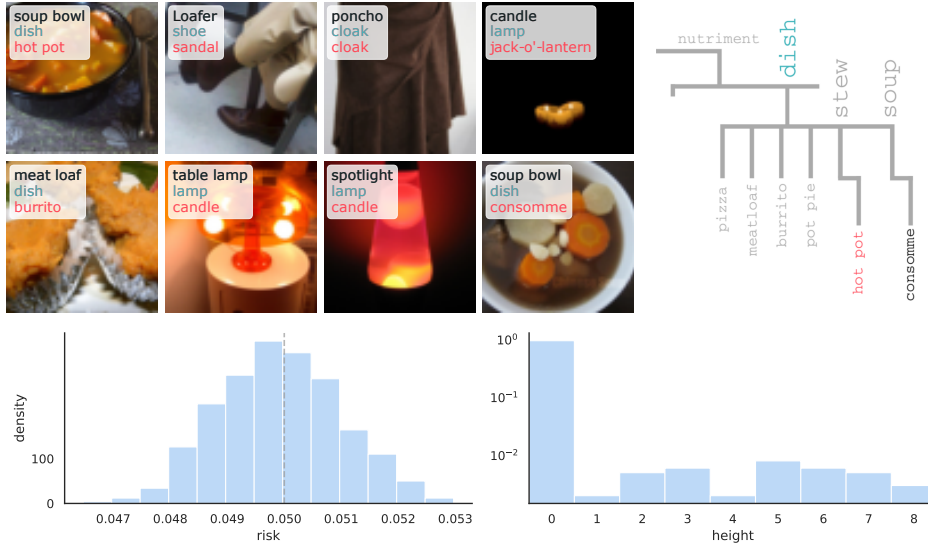 soup bowl
dish
hot pot
Loafer
shoe
sandal
poncho
cloak
cloak
candle
lamp
jack-o'-lantern
meat loaf
dish
burrito
table lamp
lamp
candle
spotlight
lamp
candle
soup bowl
dish
consomme
nutriment
dish
stew
soup
pizza
meatloaf
burrito
pot pie
hot pot
consomme
density
100
0
0.047 0.048 0.049 0.050 0.051 0.052 0.053
risk
10⁰
10⁻¹
10⁻²
0 1 2 3 4 5 6 7 8
height